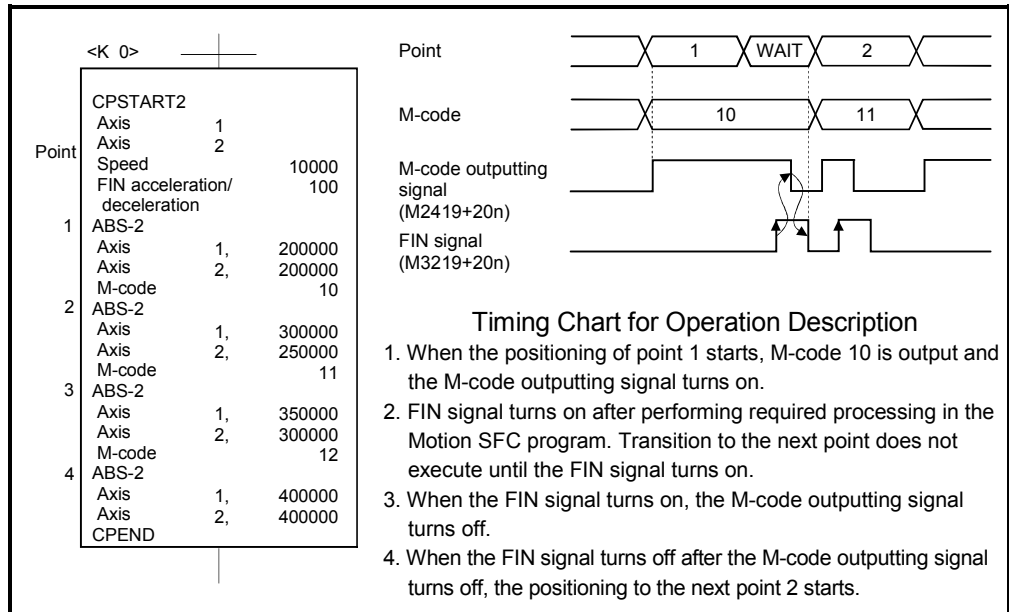 <K 0>
Point
CPSTART2
Axis 1
Axis 2
Speed 10000
FIN acceleration/ 100
deceleration
1 ABS-2
Axis 1, 200000
Axis 2, 200000
M-code 10
2 ABS-2
Axis 1, 300000
Axis 2, 250000
M-code 11
3 ABS-2
Axis 1, 350000
Axis 2, 300000
M-code 12
4 ABS-2
Axis 1, 400000
Axis 2, 400000
CPEND
Point 1 WAIT 2
M-code 10 11
M-code outputting
signal
(M2419+20n)
FIN signal
(M3219+20n)
Timing Chart for Operation Description
1. When the positioning of point 1 starts, M-code 10 is output and
the M-code outputting signal turns on.
2. FIN signal turns on after performing required processing in the
Motion SFC program. Transition to the next point does not
execute until the FIN signal turns on.
3. When the FIN signal turns on, the M-code outputting signal
turns off.
4. When the FIN signal turns off after the M-code outputting signal
turns off, the positioning to the next point 2 starts.